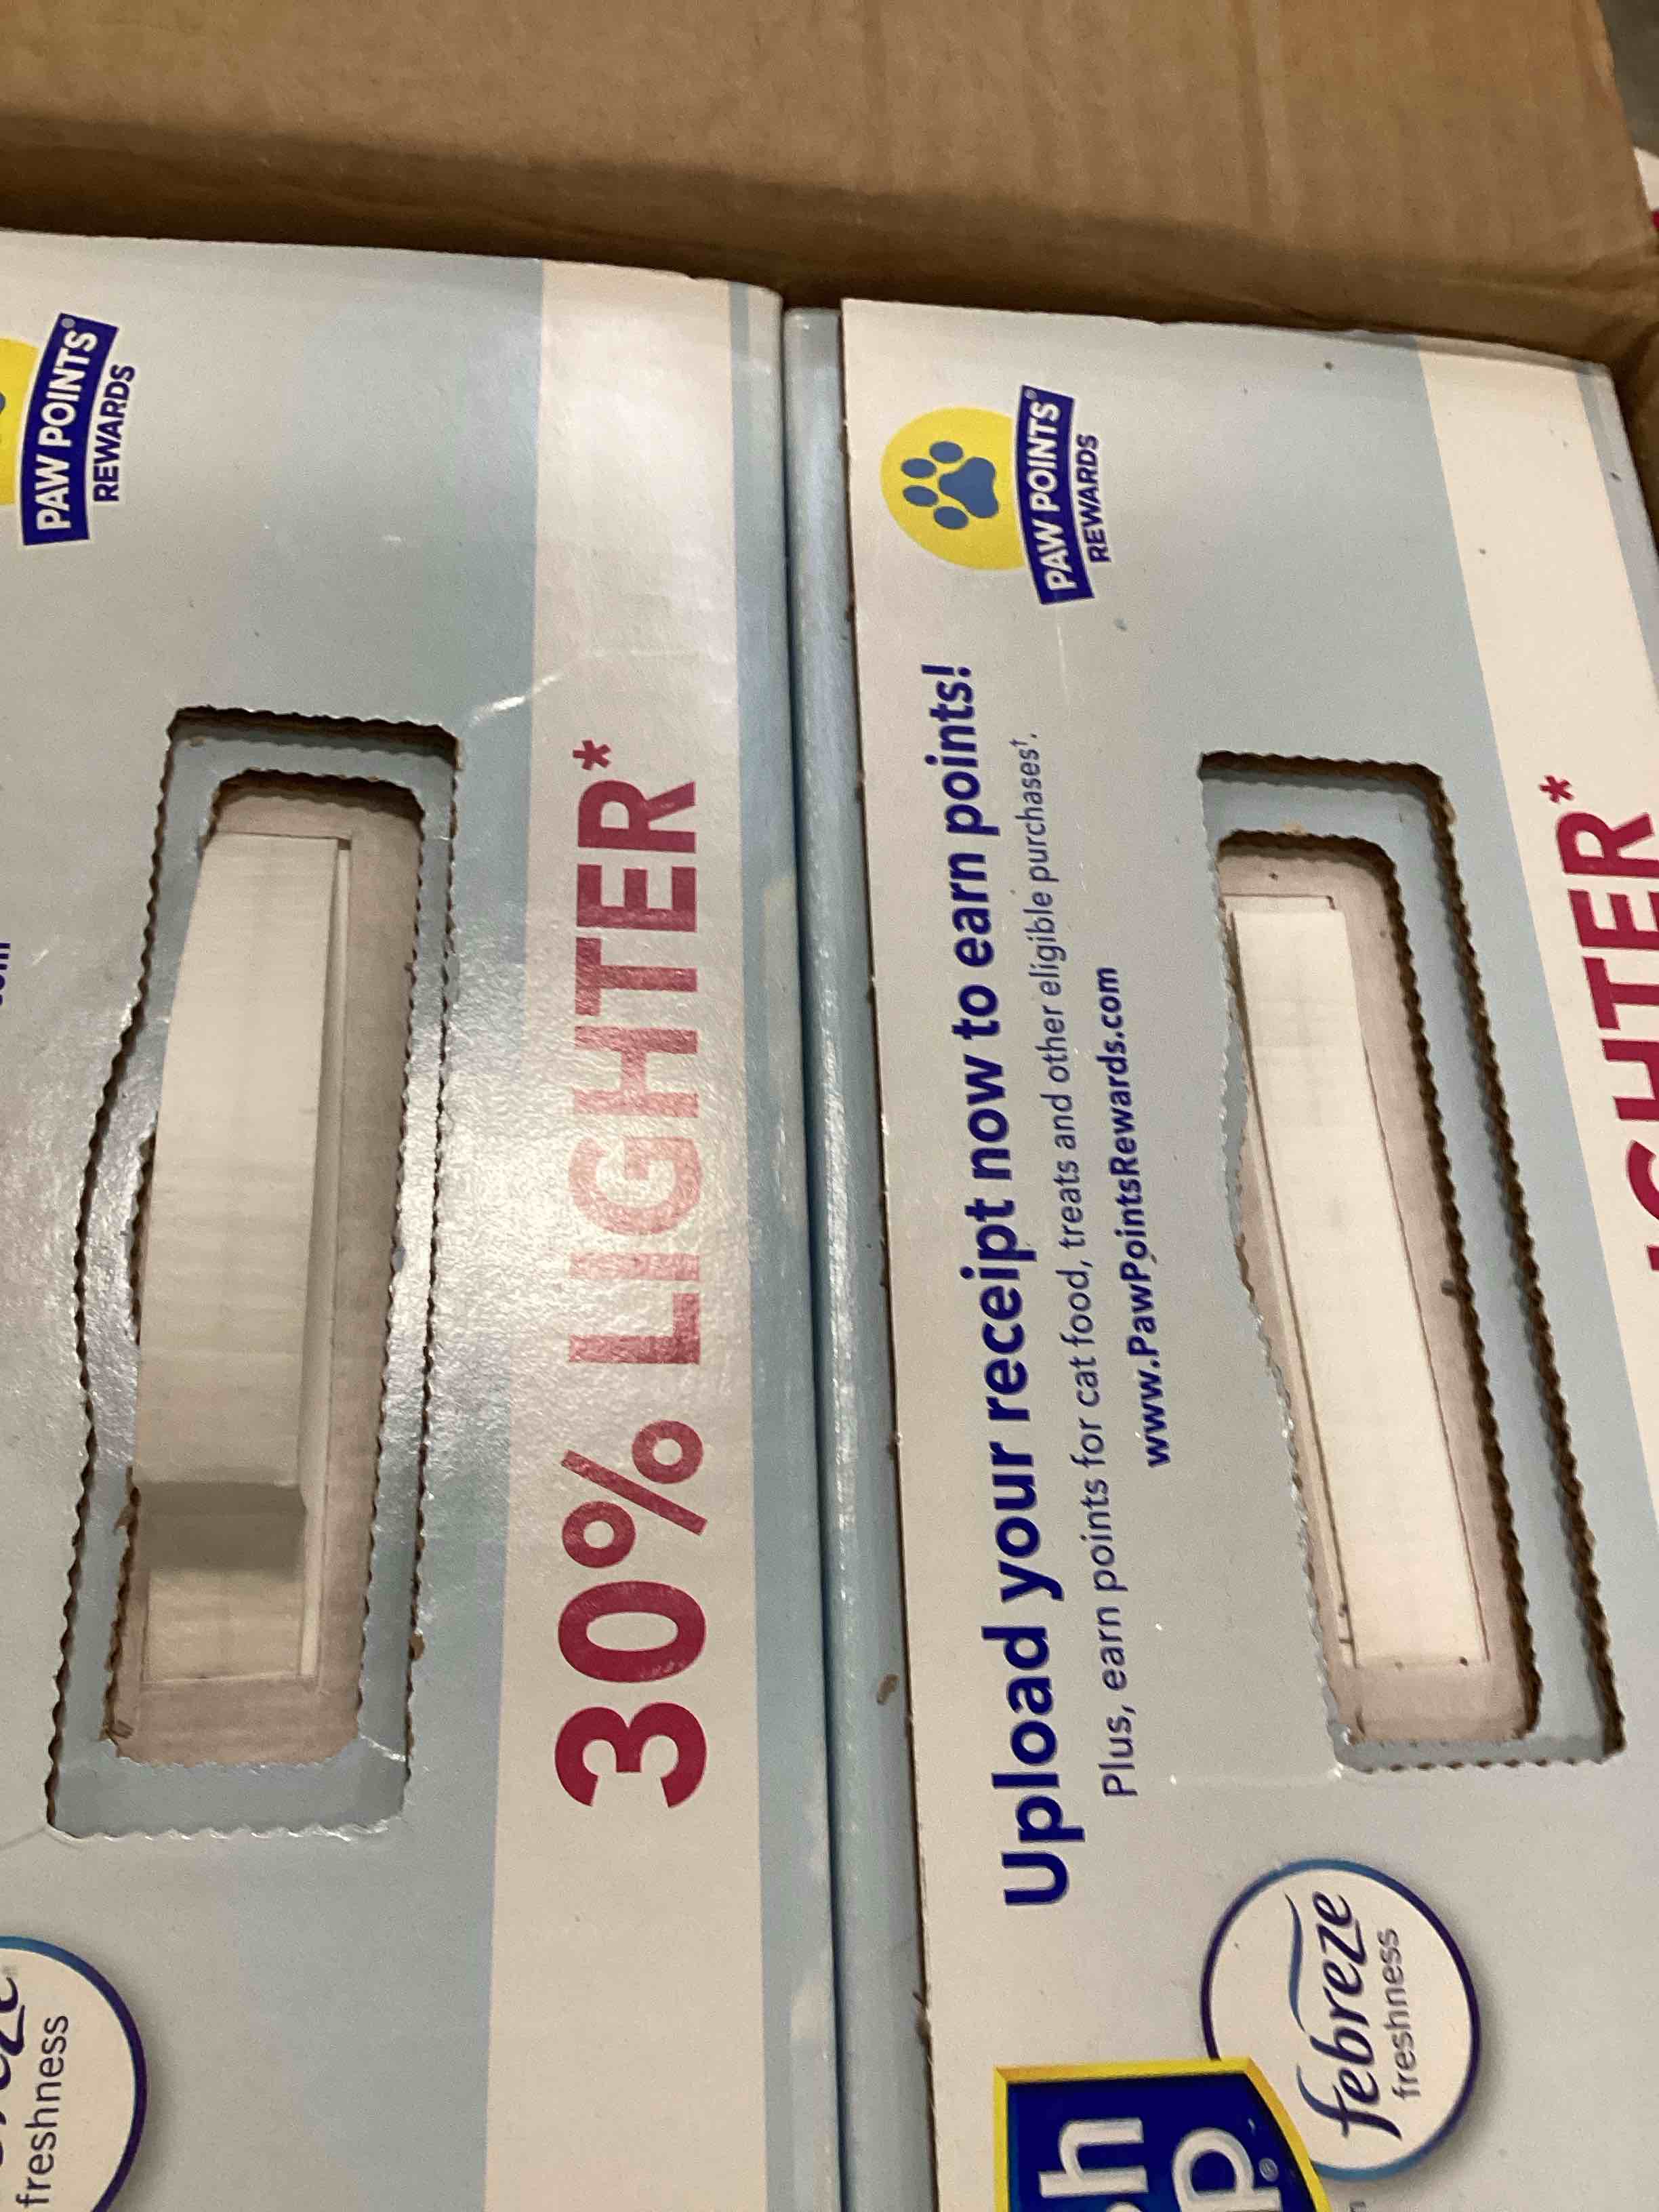 PAW POINTS®
REWARDS
30% LIGHTER*
freshness
Upload your receipt now to earn points!
Plus, earn points for cat food, treats and other eligible purchases†.
www.PawPointsRewards.com
PAW POINTS®
REWARDS
febreze
freshness